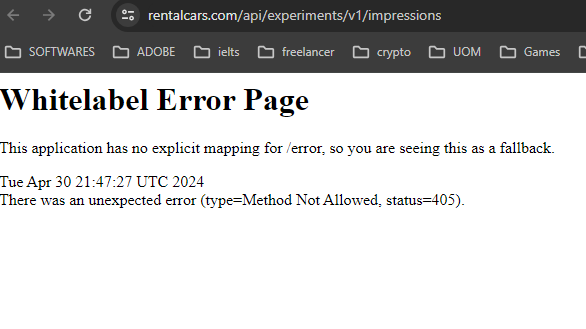 rentalcars.com/api/experiments/v1/impressions
SOFTWARES ADOBE ielts freelancer crypto UOM Games
Whitelabel Error Page
This application has no explicit mapping for /error, so you are seeing this as a fallback.
Tue Apr 30 21:47:27 UTC 2024
There was an unexpected error (type=Method Not Allowed, status=405).